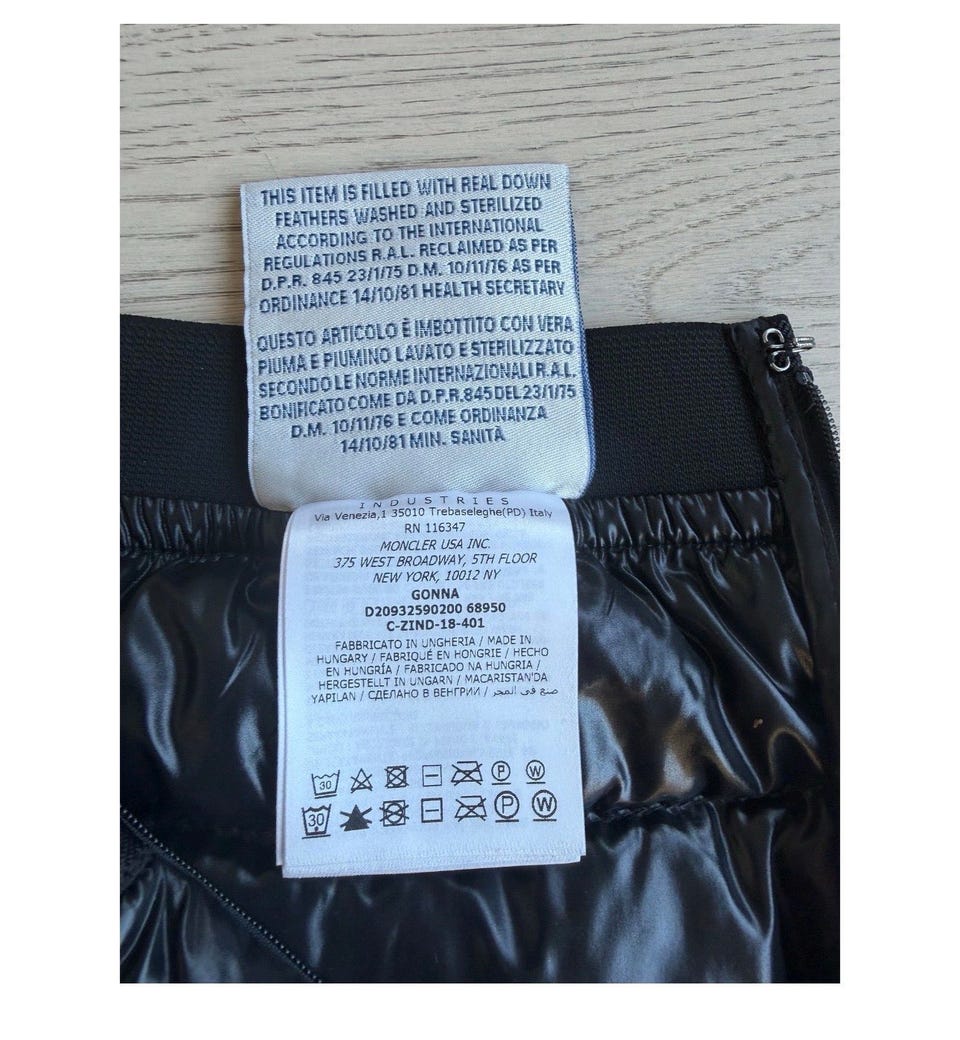 THIS ITEM IS FILLED WITH REAL DOWN
FEATHERS WASHED AND STERILIZED
ACCORDING TO THE INTERNATIONAL
REGULATIONS R.A.L. RECLAIMED AS PER
D.P.R. 845 23/1/75 D.M. 10/11/76 AS PER
ORDINANCE 14/10/81 HEALTH SECRETARY
QUESTO ARTICOLO È IMBOTTITO CON VERA
PIUMA E PIUMINO LAVATO E STERILIZZATO
SECONDO LE NORME INTERNAZIONALI R.A.L.
BONIFICATO COME DA D.P.R. 845 DEL 23/1/75
D.M. 10/11/76 E COME ORDINANZA
14/10/81 MIN. SANITÀ
INDUSTRIES
Via Venezia,1 35010 Trebaseleghe(PD) Italy
RN 116347
MONCLER USA INC.
375 WEST BROADWAY, 5TH FLOOR
NEW YORK, 10012 NY
GONNA
D20932590200 68950
C-ZIND-18-401
FABBRICATO IN UNGHERIA / MADE IN
HUNGARY / FABRIQUÉ EN HONGRIE / HECHO
EN HUNGRÍA / FABRICADO NA HUNGRIA /
HERGESTELLT IN UNGARN / MACARISTAN'DA
YAPILAN / СДЕЛАНО В ВЕНГРИИ / صنع في المجر
30 P W
30 P W